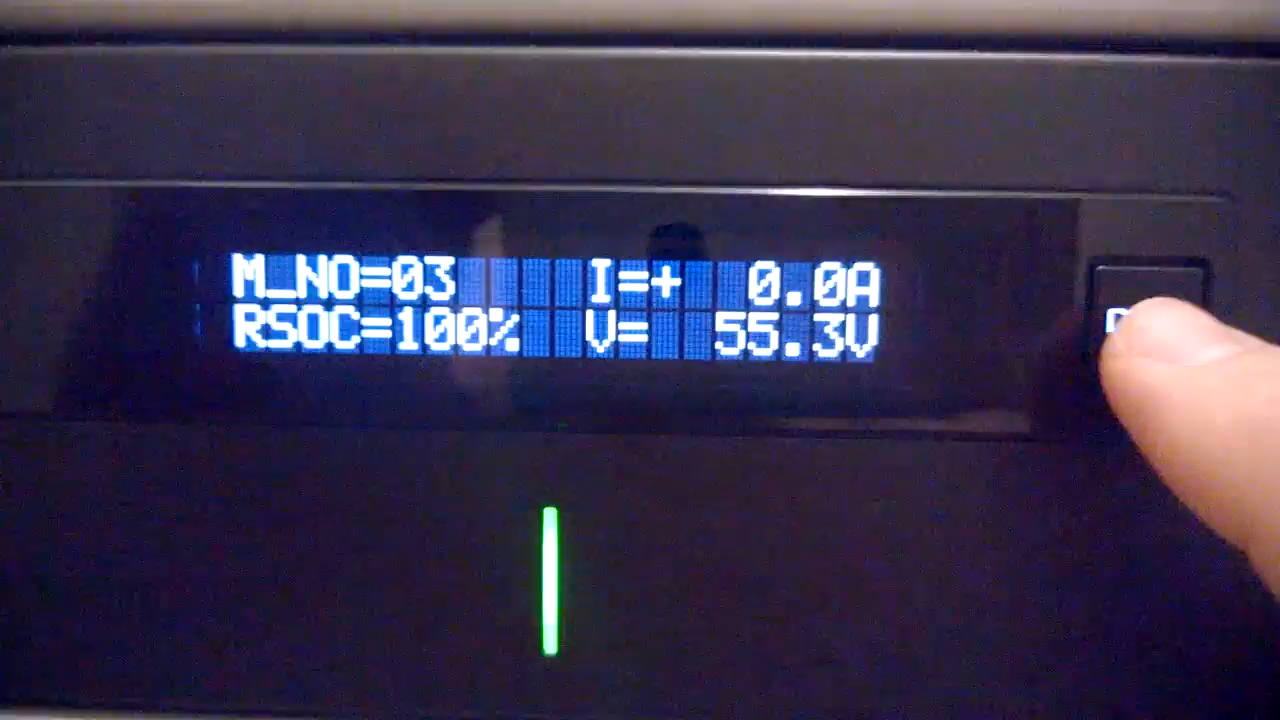 M_NO=03 I=+ 0.0A
RSOC=100% V= 55.3V